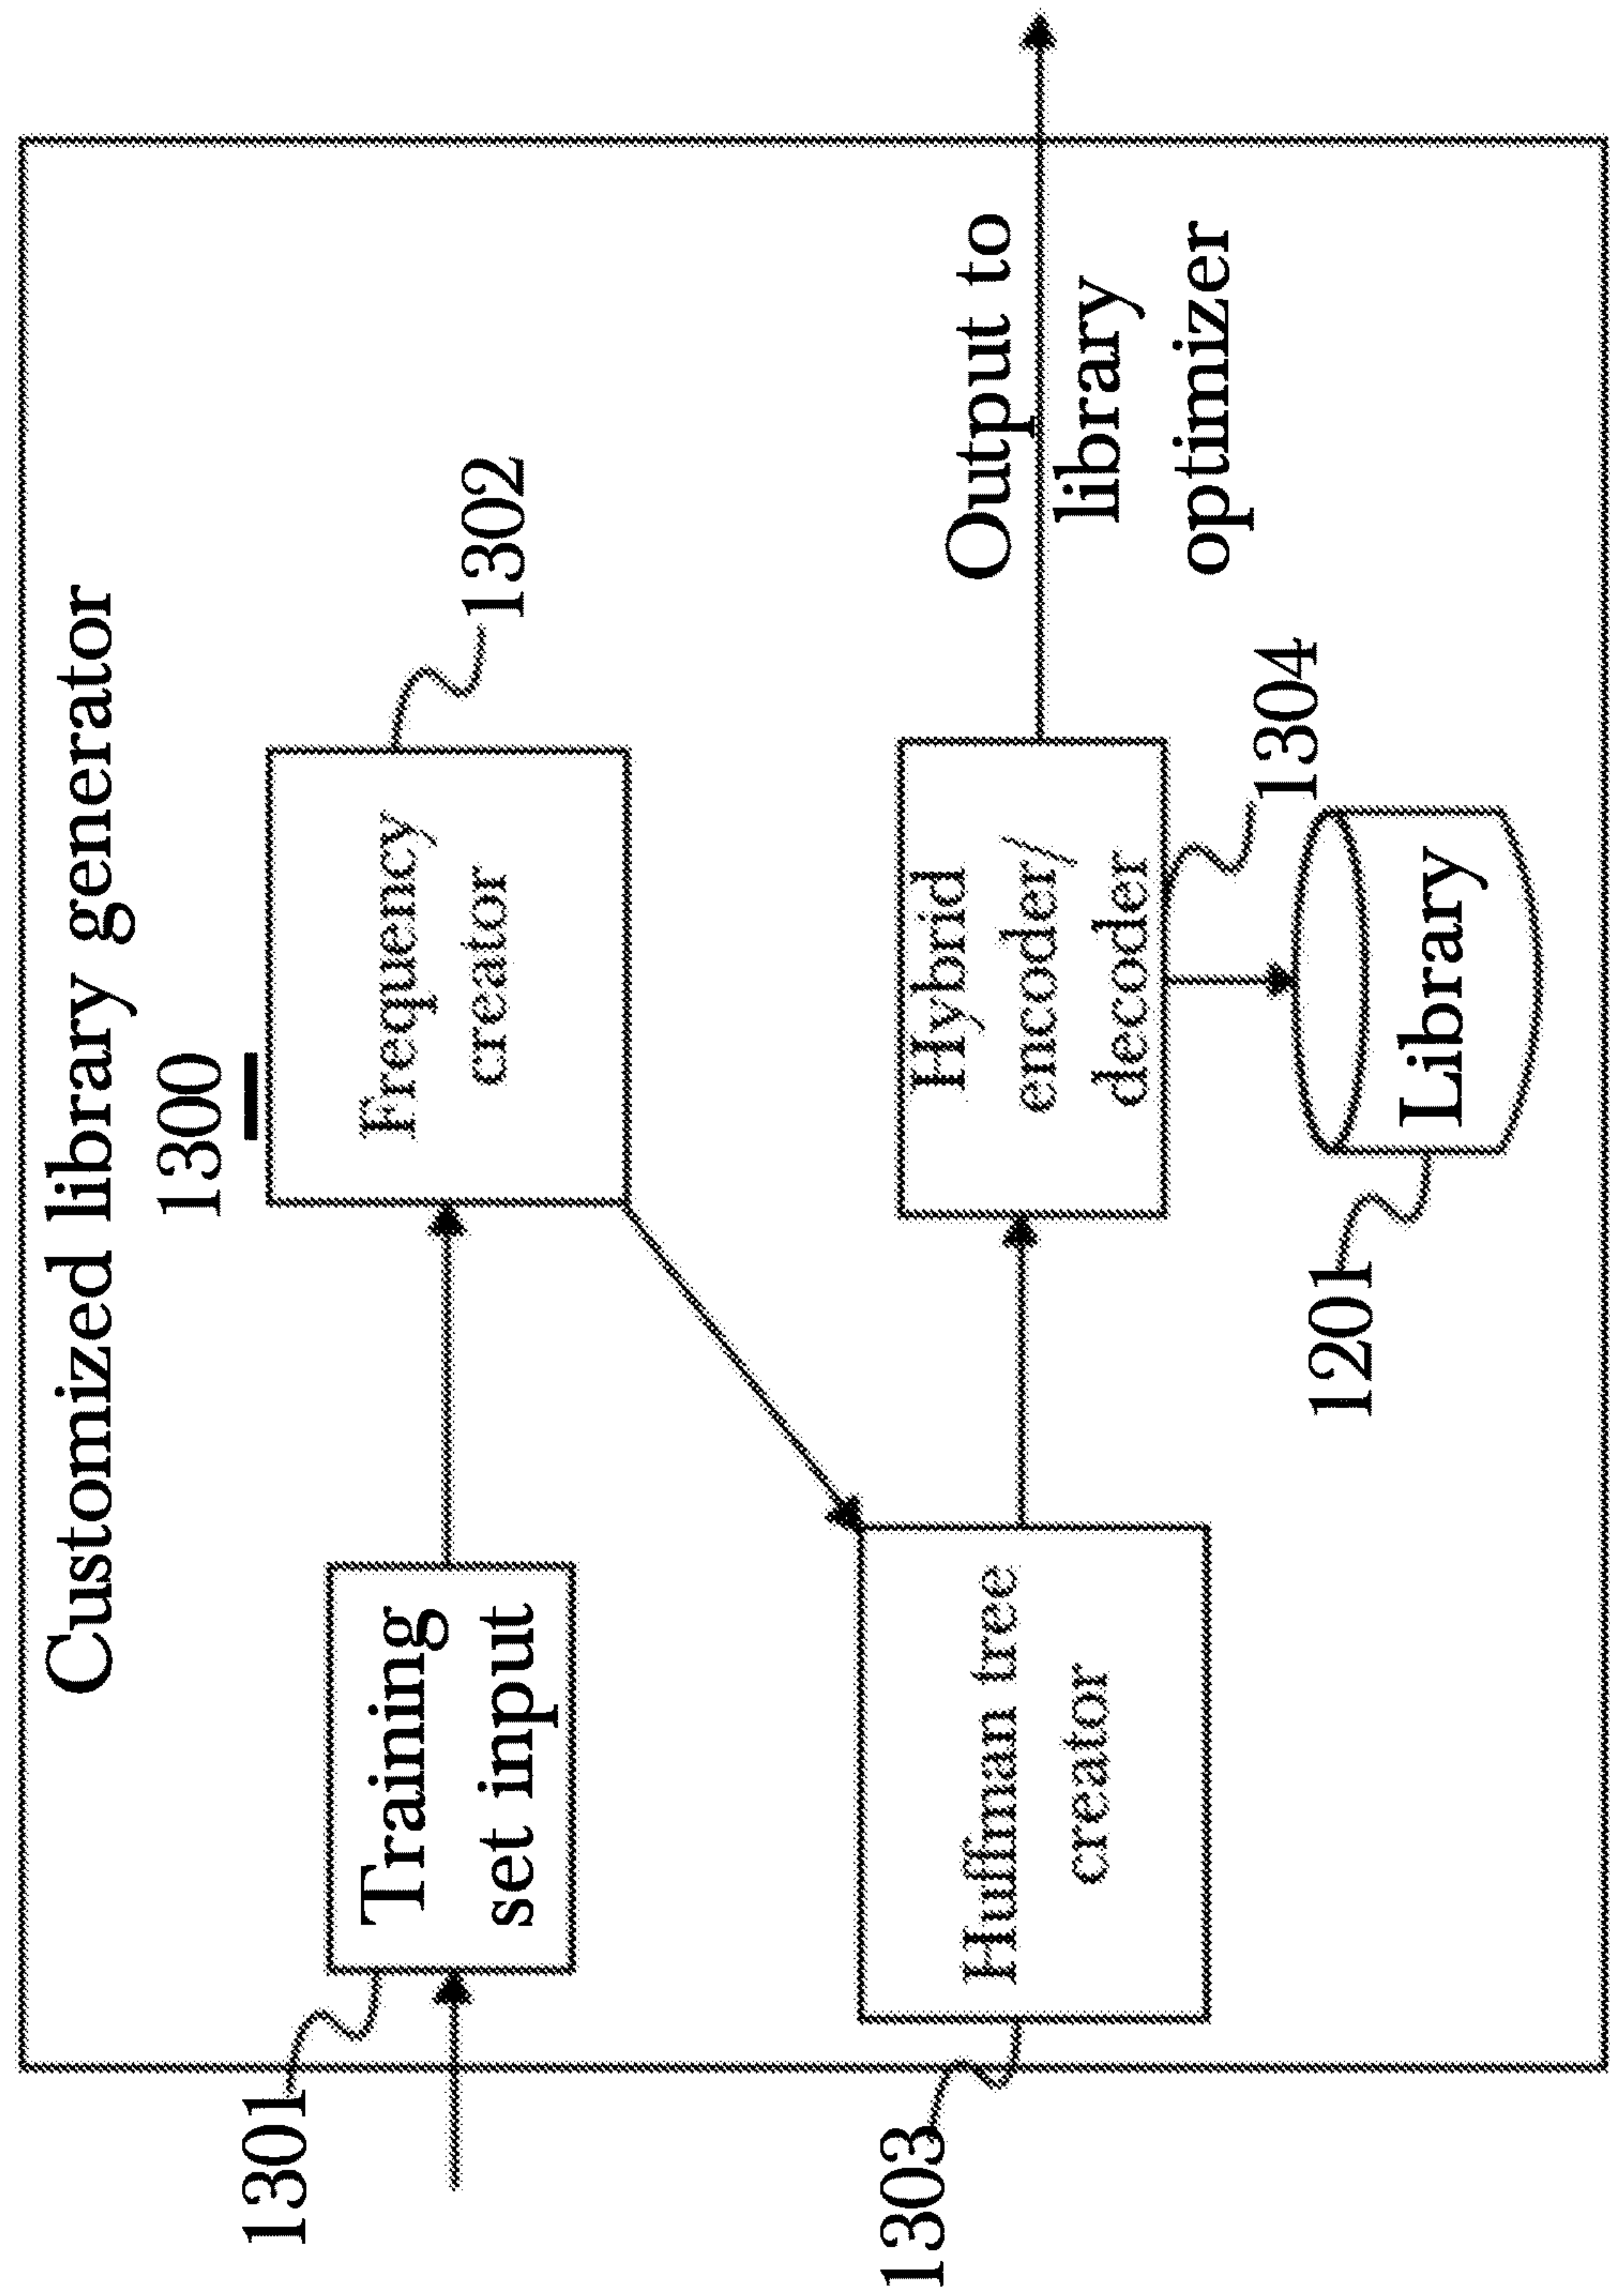 Customized library generator
1300
1301
Training
set input
Frequency
creator
1302
1303
Huffman tree
creator
Hybrid
encoder/
decoder
1304
Output to
library
optimizer
1201
Library